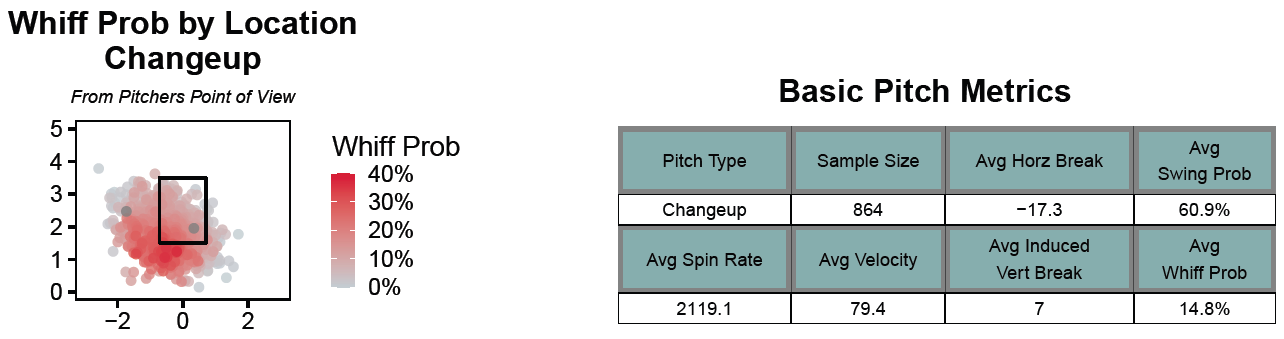 Whiff Prob by Location
Changeup
From Pitchers Point of View
5
4
3
2
1
0
−2
0
2
Whiff Prob
40%
30%
20%
10%
0%
Basic Pitch Metrics
Pitch Type
Sample Size
Avg Horz Break
Avg
Swing Prob
Changeup
864
−17.3
60.9%
Avg Spin Rate
Avg Velocity
Avg Induced
Vert Break
Avg
Whiff Prob
2119.1
79.4
7
14.8%